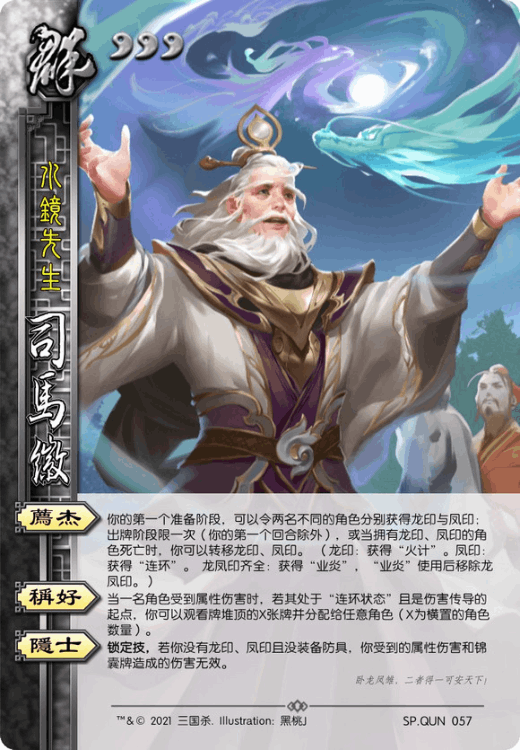 群
水鏡先生
司馬徽
薦杰
你的第一个准备阶段，可以令两名不同的角色分别获得龙印与凤印；
出牌阶段限一次（你的第一个回合除外），或当拥有龙印、凤印的角
色死亡时，你可以转移龙印、凤印。（龙印：获得“火计”。凤印：
获得“连环”。 龙凤印齐全：获得“业炎”，“业炎”使用后移除龙
凤印。）
稱好
当一名角色受到属性伤害时，若其处于“连环状态”且是伤害传导的
起点，你可以观看牌堆顶的X张牌并分配给任意角色（X为横置的角色
数量）。
隱士
锁定技，若你没有龙印、凤印且没装备防具，你受到的属性伤害和锦
囊牌造成的伤害无效。
卧龙凤雏，二者得一可安天下！
™&© 2021 三国杀. Illustration: 黑桃J
SP.QUN 057